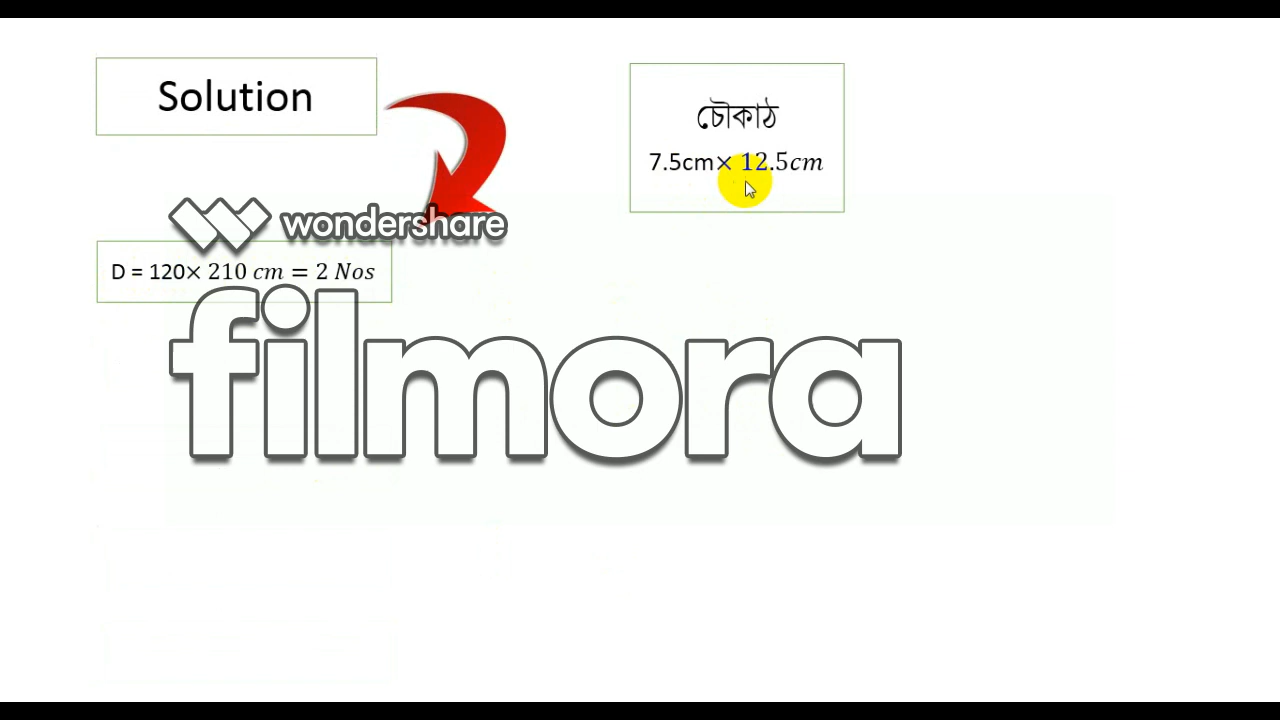 Solution
চৌকাঠ
7.5cm× 12.5cm
wondershare
D = 120× 210 cm = 2 Nos
filmora